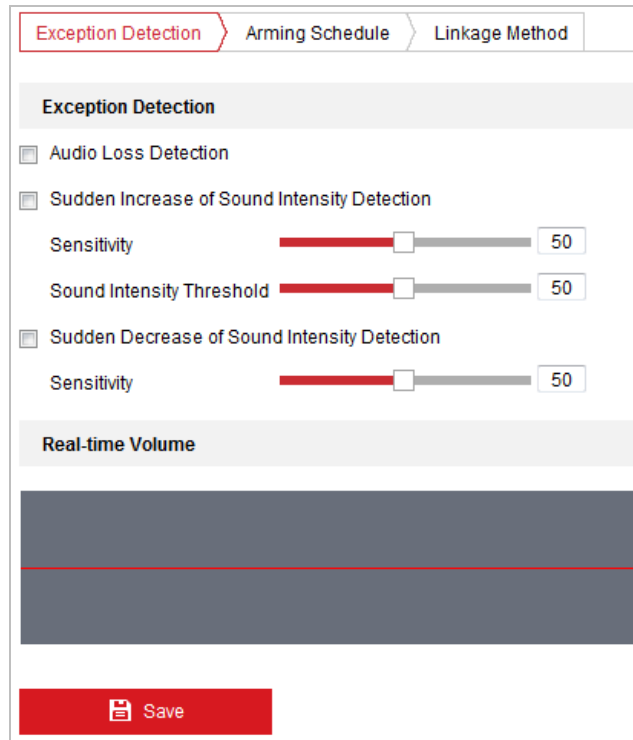 Exception Detection Arming Schedule Linkage Method
Exception Detection
Audio Loss Detection
Sudden Increase of Sound Intensity Detection
Sensitivity 50
Sound Intensity Threshold 50
Sudden Decrease of Sound Intensity Detection
Sensitivity 50
Real-time Volume
Save